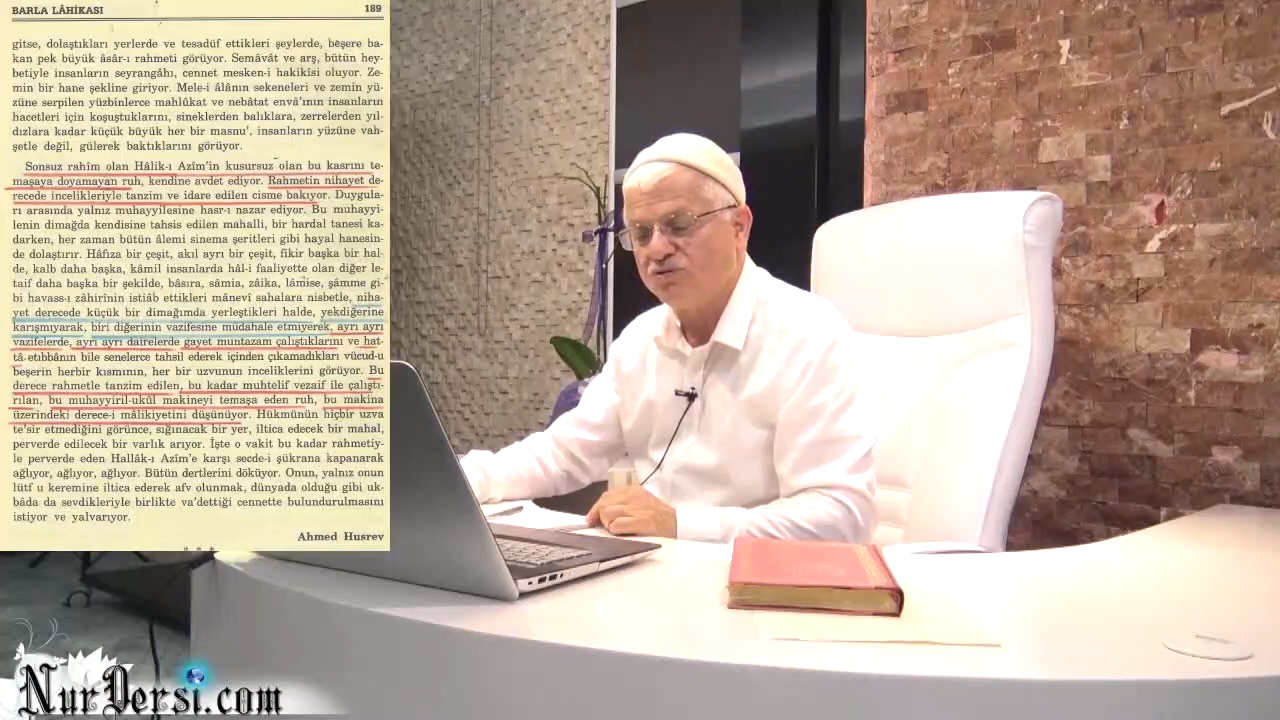 BARLA LÂHİKASI 189
gitse, dolaştıkları yerlerde ve tesadüf ettikleri şeylerde, beşere ba-
kan pek büyük âsâr-ı rahmeti görüyor. Semâvât ve arş, bütün hey-
betiyle insanların seyrangâhı, cennet mesken-i hakikîsi oluyor. Ze-
min bir hane şekline giriyor. Mele-i âlânın sekeneleri ve zemin yü-
züne serpilen yüzbinlerce mahlûkat ve nebâtat envâ'ının insanların
hacetleri için koşuştuklarını, sineklerden balıklara, zerrelerden yıl-
dızlara kadar küçük büyük her bir masnu', insanların yüzüne vah-
şetle değil, gülerek baktıklarını görüyor.
Sonsuz rahîm olan Hâlik-ı Azîm'in kusursuz olan bu kasrını te-
maşaya doyamayan ruh, kendine avdet ediyor. Rahmetin nihayet de-
recede incelikleriyle tanzim ve idare edilen cisme bakıyor. Duygula-
rı arasında yalnız muhayyilesine hasr-ı nazar ediyor. Bu muhayyi-
lenin dimağda kendisine tahsis edilen mahalli, bir hardal tanesi ka-
darken, her zaman bütün âlemi sinema şeritleri gibi hayal hanesin-
de dolaştırır. Hâfıza bir çeşit, akıl ayrı bir çeşit, fikir başka bir hal-
de, kalb daha başka, kâmil insanlarda hâl-i faaliyette olan diğer le-
taif daha başka bir şekilde, bâsıra, sâmia, zâika, lâmise, şâmme gi-
bi havass-ı zâhirînin istiâb ettikleri mânevî sahalara nisbetle, niha-
yet derecede küçük bir dimağımda yerleştikleri halde, yekdiğerine
karışmıyarak, biri diğerinin vazifesine müdahale etmiyerek, ayrı ayrı
vazifelerde, ayrı ayrı dairelerde gayet muntazam çalıştıklarını ve hat-
tâ etıbbânın bile senelerce tahsil ederek içinden çıkamadıkları vücud-u
beşerin herbir kısmının, her bir uzvunun inceliklerini görüyor. Bu
derece rahmetle tanzim edilen, bu kadar muhtelif vezaif ile çalıştı-
rılan, bu muhayyiril-ukûl makineyi temaşa eden ruh, bu makina
üzerindeki derece-i mâlikiyetini düşünüyor. Hükmünün hiçbir uzva
te'sir etmediğini görünce, sığınacak bir yer, iltica edecek bir mahal,
perverde edilecek bir varlık arıyor. İşte o vakit bu kadar rahmetiy-
le perverde eden Hallâk-ı Azîm'e karşı secde-i şükrana kapanarak
ağlıyor, ağlıyor, ağlıyor. Bütün dertlerini döküyor. Onun, yalnız onun
lütf u keremine iltica ederek afv olunmak, dünyada olduğu gibi uk-
bâda da sevdikleriyle birlikte va'dettiği cennette bulundurulmasını
istiyor ve yalvarıyor.
Ahmed Husrev
* * *
NurDersi.com